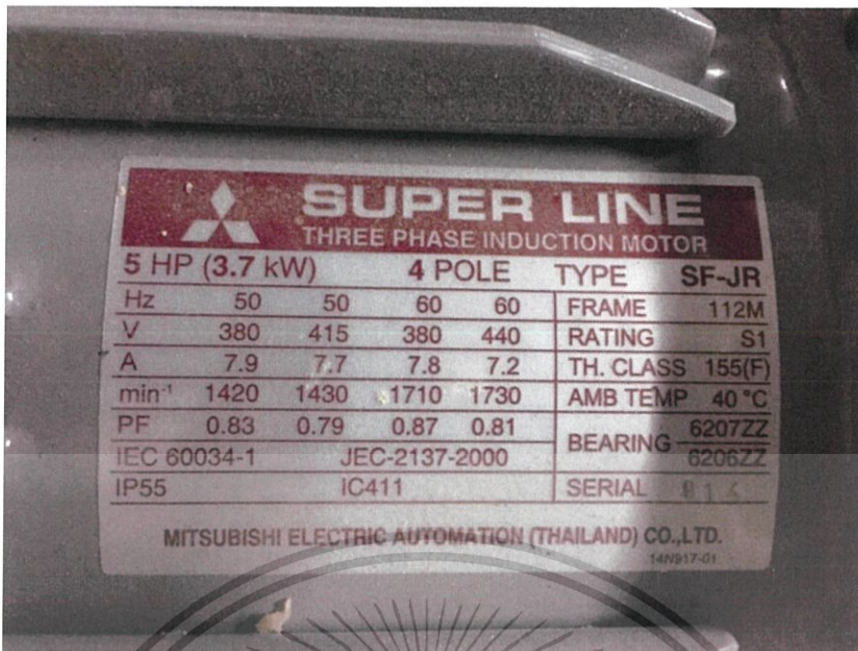 SUPER LINE
THREE PHASE INDUCTION MOTOR
5 HP (3.7 kW) 4 POLE TYPE SF-JR
Hz 50 50 60 60 FRAME 112M
V 380 415 380 440 RATING S1
A 7.9 7.7 7.8 7.2 TH. CLASS 155(F)
min⁻¹ 1420 1430 1710 1730 AMB TEMP 40 °C
PF 0.83 0.79 0.87 0.81 BEARING 6207ZZ
6206ZZ
IEC 60034-1 JEC-2137-2000
IP55 IC411 SERIAL
MITSUBISHI ELECTRIC AUTOMATION (THAILAND) CO.,LTD.
14N917-01